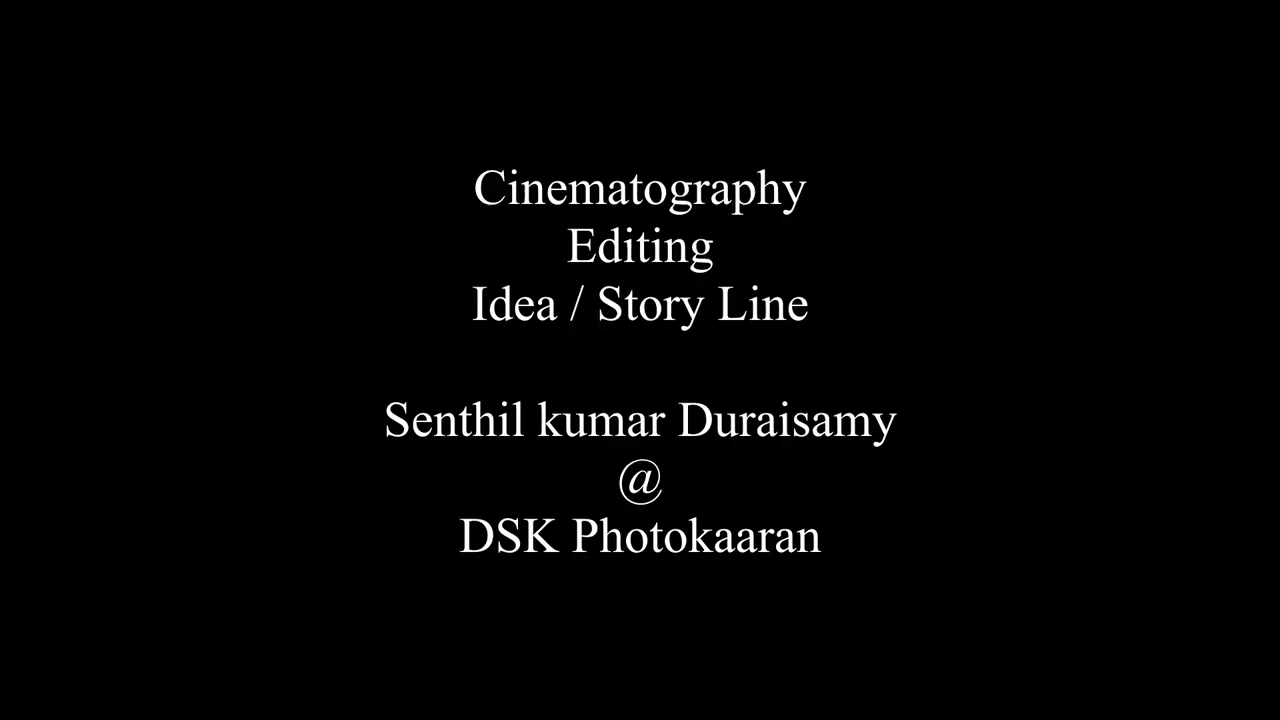 Cinematography
Editing
Idea / Story Line
Senthil kumar Duraisamy
@
DSK Photokaaran